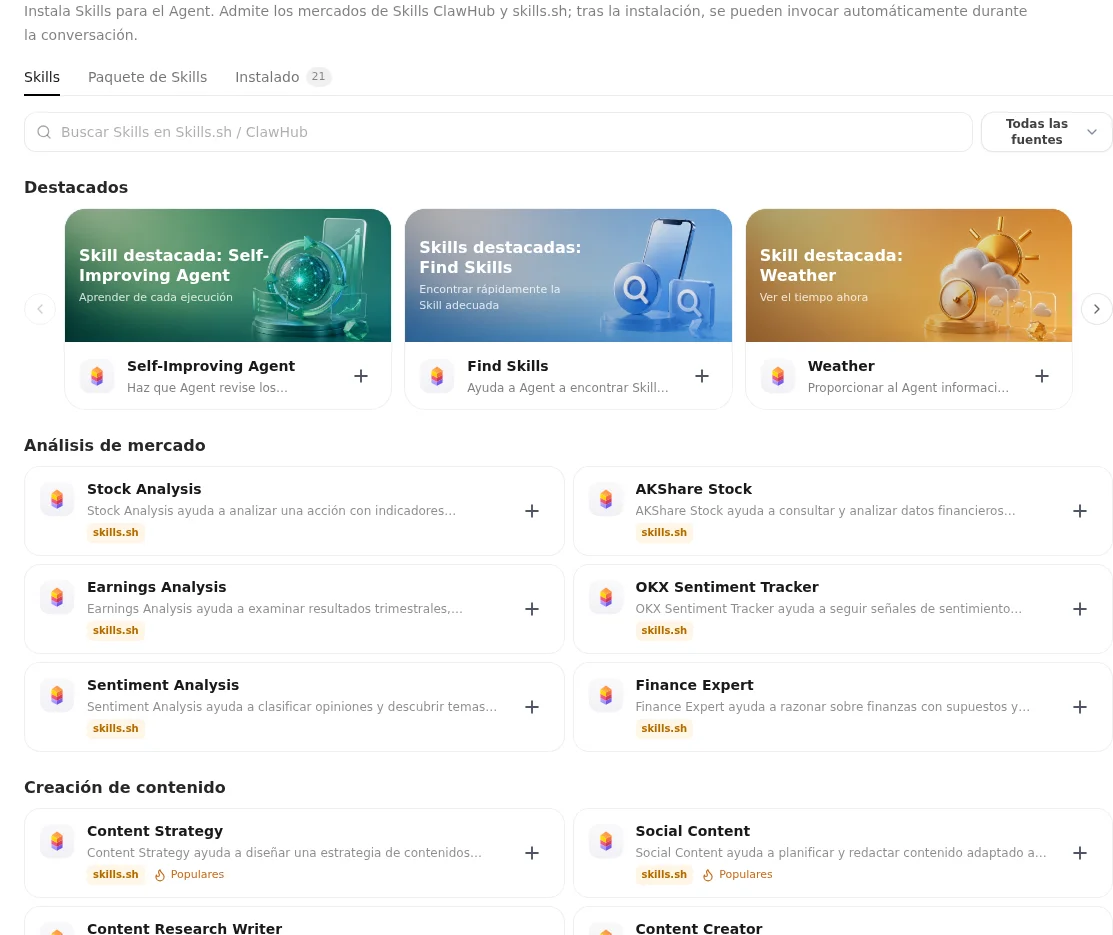 Instala Skills para el Agent. Admite los mercados de Skills ClawHub y skills.sh; tras la instalación, se pueden invocar automáticamente durante
la conversación.
Skills
Paquete de Skills
Instalado 21
Buscar Skills en Skills.sh / ClawHub
Todas las
fuentes
Destacados
Skill destacada: Self-
Improving Agent
Aprender de cada ejecución
Self-Improving Agent
Haz que Agent revise los…
Skills destacadas:
Find Skills
Encontrar rápidamente la
Skill adecuada
Find Skills
Ayuda a Agent a encontrar Skill…
Skill destacada:
Weather
Ver el tiempo ahora
Weather
Proporcionar al Agent informaci…
Análisis de mercado
Stock Analysis
Stock Analysis ayuda a analizar una acción con indicadores…
skills.sh
AKShare Stock
AKShare Stock ayuda a consultar y analizar datos financieros…
skills.sh
Earnings Analysis
Earnings Analysis ayuda a examinar resultados trimestrales,…
skills.sh
OKX Sentiment Tracker
OKX Sentiment Tracker ayuda a seguir señales de sentimiento…
skills.sh
Sentiment Analysis
Sentiment Analysis ayuda a clasificar opiniones y descubrir temas…
skills.sh
Finance Expert
Finance Expert ayuda a razonar sobre finanzas con supuestos y…
skills.sh
Creación de contenido
Content Strategy
Content Strategy ayuda a diseñar una estrategia de contenidos…
skills.sh Populares
Social Content
Social Content ayuda a planificar y redactar contenido adaptado a…
skills.sh Populares
Content Research Writer
Content Creator